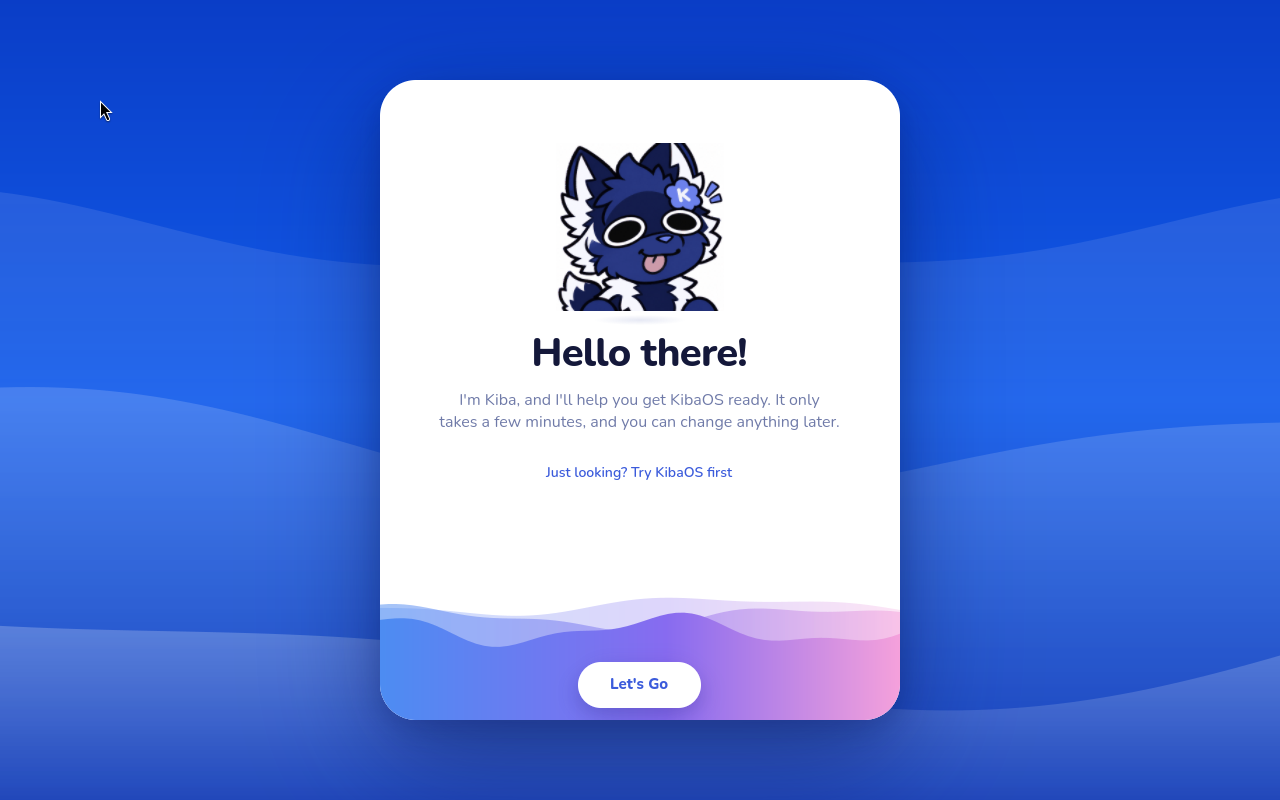 K
Hello there!
I'm Kiba, and I'll help you get KibaOS ready. It only
takes a few minutes, and you can change anything later.
Just looking? Try KibaOS first
Let's Go